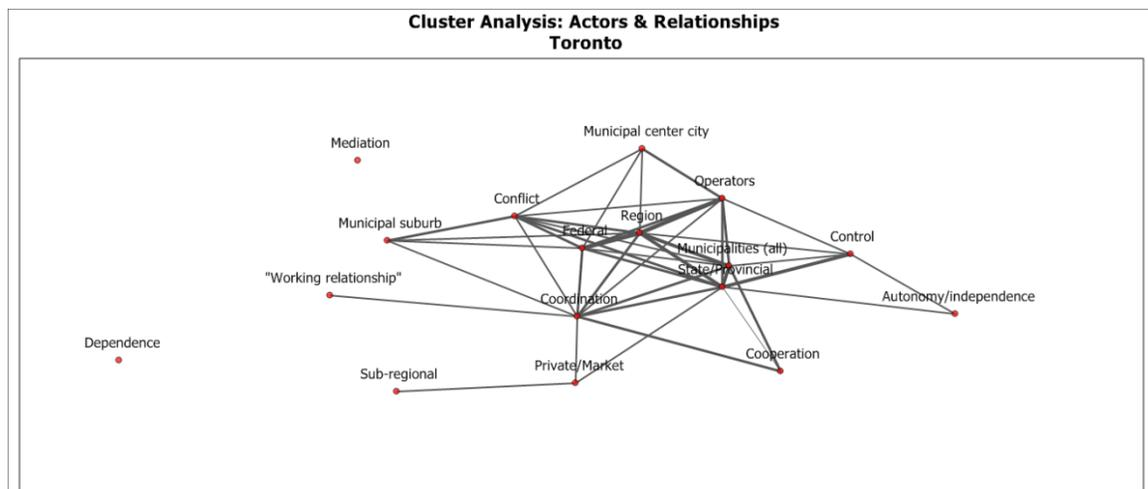 Cluster Analysis: Actors & Relationships
Toronto
Municipal center city
Mediation
Operators
Conflict
Region
Municipal suburb
Federal
Control
Municipalities (all)
State/Provincial
"Working relationship"
Coordination
Autonomy/independence
Dependence
Cooperation
Private/Market
Sub-regional